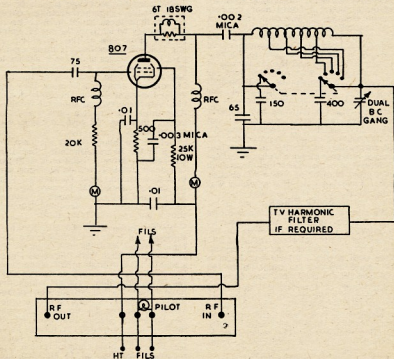 6T 18SWG
.002
MICA
807
75
RFC
.01
500
.003 MICA
25K
10W
RFC
20K
M
M
.01
65
150
400
DUAL
B C
GANG
TV HARMONIC
FILTER
IF REQUIRED
FILS
PILOT
RF
OUT
RF
IN
?
HT
FILS